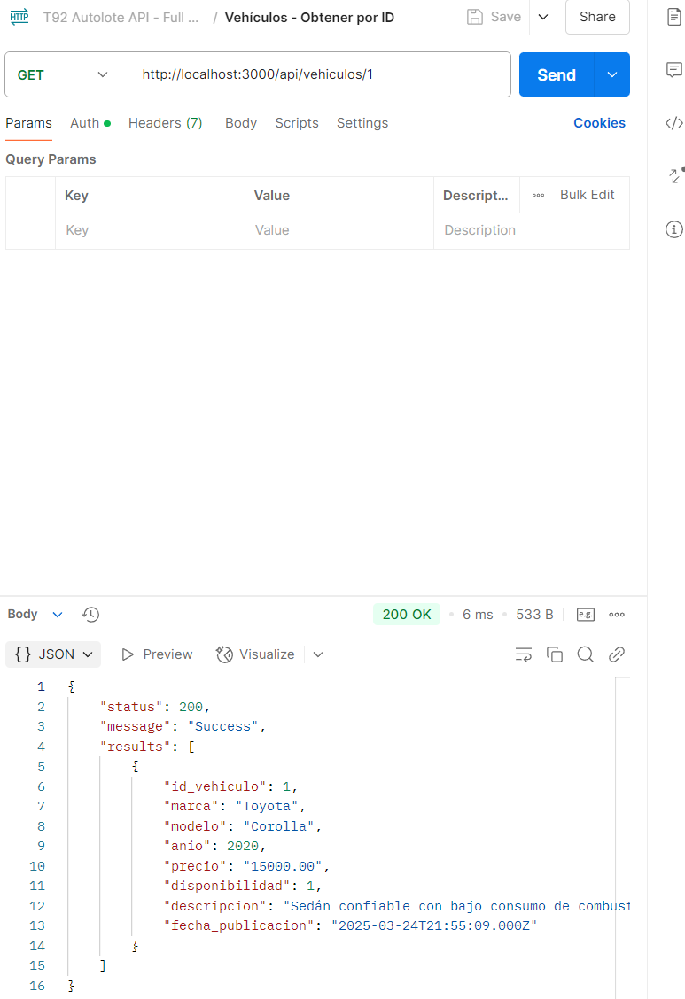 HTTP T92 Autolote API - Full ... / Vehículos - Obtener por ID Save Share
GET http://localhost:3000/api/vehiculos/1 Send
Params Auth Headers (7) Body Scripts Settings Cookies
Query Params
Key Value Descript... Bulk Edit
Key Value Description
Body 200 OK 6 ms 533 B e.g.
{} JSON Preview Visualize
1 {
2 "status": 200,
3 "message": "Success",
4 "results": [
5 {
6 "id_vehiculo": 1,
7 "marca": "Toyota",
8 "modelo": "Corolla",
9 "anio": 2020,
10 "precio": "15000.00",
11 "disponibilidad": 1,
12 "descripcion": "Sedán confiable con bajo consumo de combust
13 "fecha_publicacion": "2025-03-24T21:55:09.000Z"
14 }
15 ]
16 }